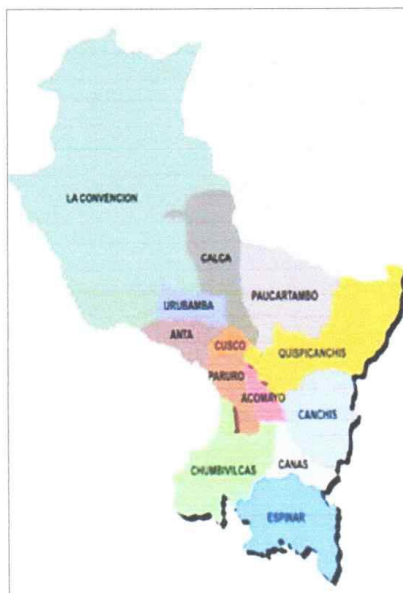 LA CONVENCION
CALCA
PAUCARTAMBO
URUBAMBA
ANTA
CUSCO
QUISPICANCHIS
PARURO
ACOMAYO
CANCHIS
CHUMBIVILCAS
CANAS
ESPINAR